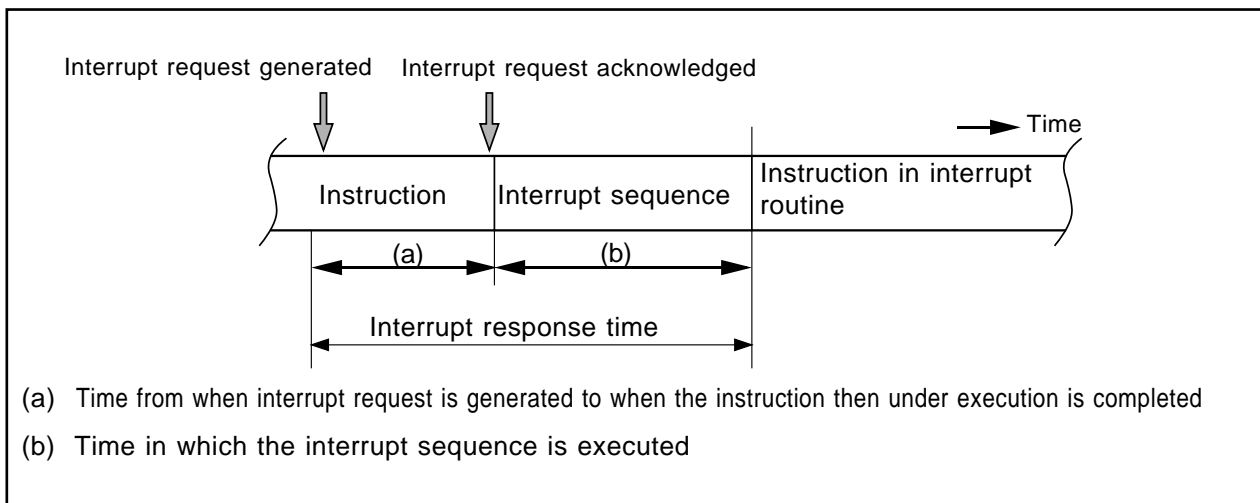 Interrupt request generated
Interrupt request acknowledged
Time
Instruction
Interrupt sequence
Instruction in interrupt
routine
(a)
(b)
Interrupt response time
(a) Time from when interrupt request is generated to when the instruction then under execution is completed
(b) Time in which the interrupt sequence is executed